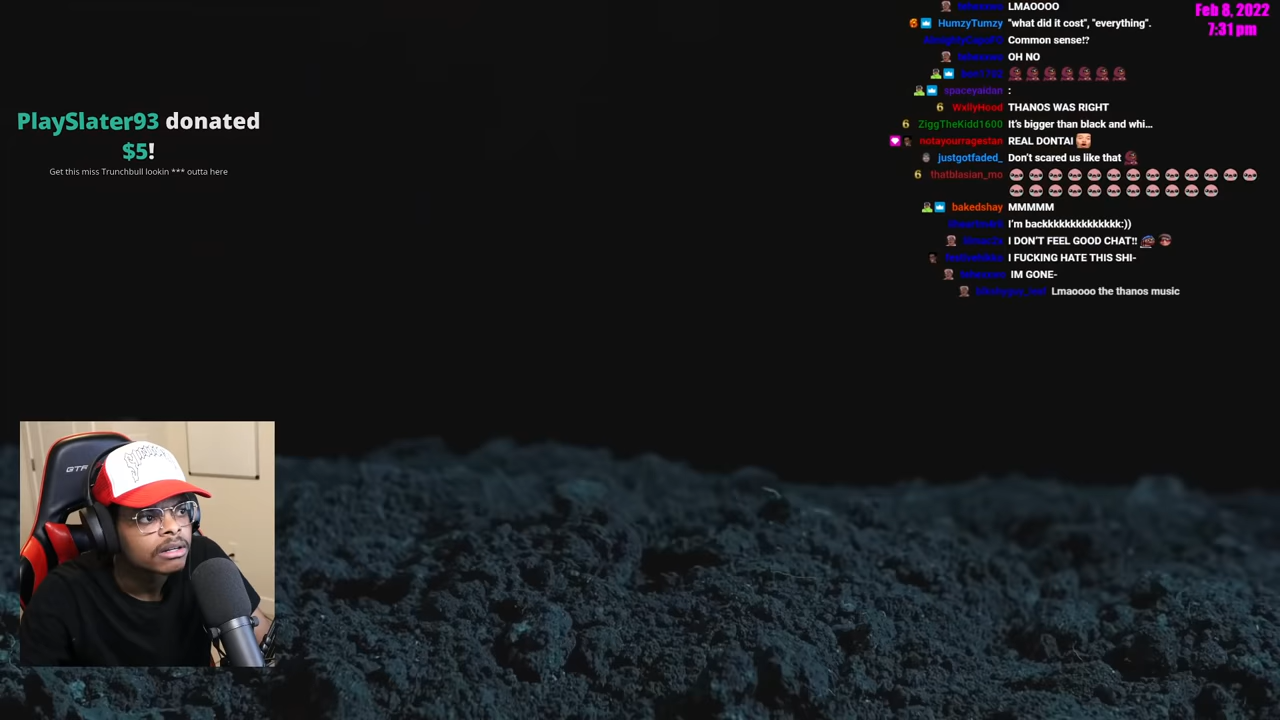 LMAOOOO
HumzyTumzy "what did it cost", "everything".
Common sense!?
OH NO
:
spaceyaidan :
WxllyHood THANOS WAS RIGHT
ZiggTheKidd1600 It's bigger than black and whi...
notayourragestan REAL DONTAI
justgotfaded_ Don't scared us like that
thatblasian_mo
bakedshay MMMMM
I'm backkkkkkkkkkkkkk:))
I DON'T FEEL GOOD CHAT!!
I FUCKING HATE THIS SHI-
IM GONE-
Lmaoooo the thanos music
Feb 8, 2022
7:31 pm
PlaySlater93 donated
$5!
Get this miss Trunchbull lookin *** outta here
GTR